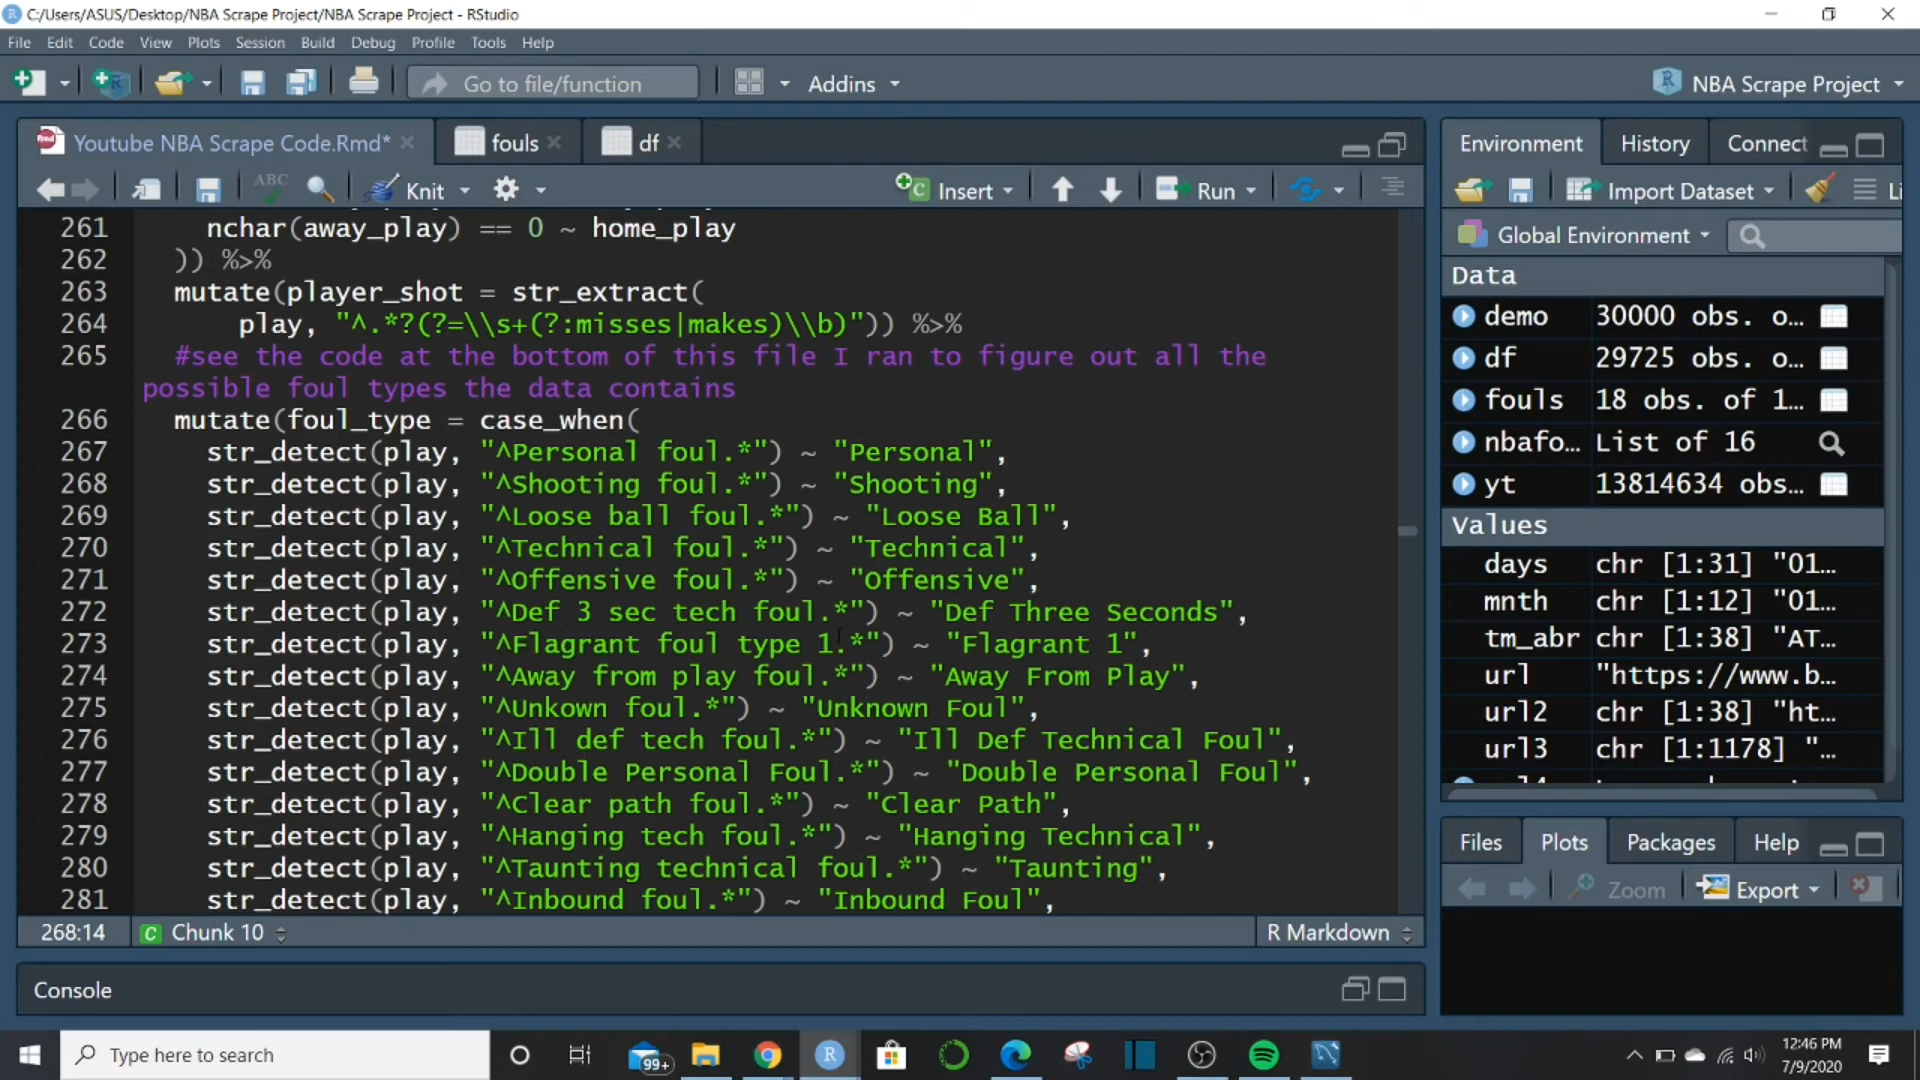 C:/Users/ASUS/Desktop/NBA Scrape Project/NBA Scrape Project - RStudio
File Edit Code View Plots Session Build Debug Profile Tools Help
Go to file/function Addins NBA Scrape Project
Youtube NBA Scrape Code.Rmd* fouls df
ABC Knit Insert Run
261 nchar(away_play) == 0 ~ home_play
262 )) %>%
263 mutate(player_shot = str_extract(
264 play, "^.*?(?=\\s+(?:misses|makes)\\b)")) %>%
265 #see the code at the bottom of this file I ran to figure out all the
possible foul types the data contains
266 mutate(foul_type = case_when(
267 str_detect(play, "^Personal foul.*") ~ "Personal",
268 str_detect(play, "^Shooting foul.*") ~ "Shooting",
269 str_detect(play, "^Loose ball foul.*") ~ "Loose Ball",
270 str_detect(play, "^Technical foul.*") ~ "Technical",
271 str_detect(play, "^Offensive foul.*") ~ "Offensive",
272 str_detect(play, "^Def 3 sec tech foul.*") ~ "Def Three Seconds",
273 str_detect(play, "^Flagrant foul type 1.*") ~ "Flagrant 1",
274 str_detect(play, "^Away from play foul.*") ~ "Away From Play",
275 str_detect(play, "^Unkown foul.*") ~ "Unknown Foul",
276 str_detect(play, "^Ill def tech foul.*") ~ "Ill Def Technical Foul",
277 str_detect(play, "^Double Personal Foul.*") ~ "Double Personal Foul",
278 str_detect(play, "^Clear path foul.*") ~ "Clear Path",
279 str_detect(play, "^Hanging tech foul.*") ~ "Hanging Technical",
280 str_detect(play, "^Taunting technical foul.*") ~ "Taunting",
281 str_detect(play, "^Inbound foul.*") ~ "Inbound Foul",
268:14 C Chunk 10 R Markdown
Console
Environment History Connect
Import Dataset Li
Global Environment
Data
demo 30000 obs. o…
df 29725 obs. o…
fouls 18 obs. of 1…
nbafo… List of 16
yt 13814634 obs…
Values
days chr [1:31] "01…
mnth chr [1:12] "01…
tm_abr chr [1:38] "AT…
url "https://www.b…
url2 chr [1:38] "ht…
url3 chr [1:1178] "…
Files Plots Packages Help
Zoom Export
Type here to search
99+
12:46 PM
7/9/2020